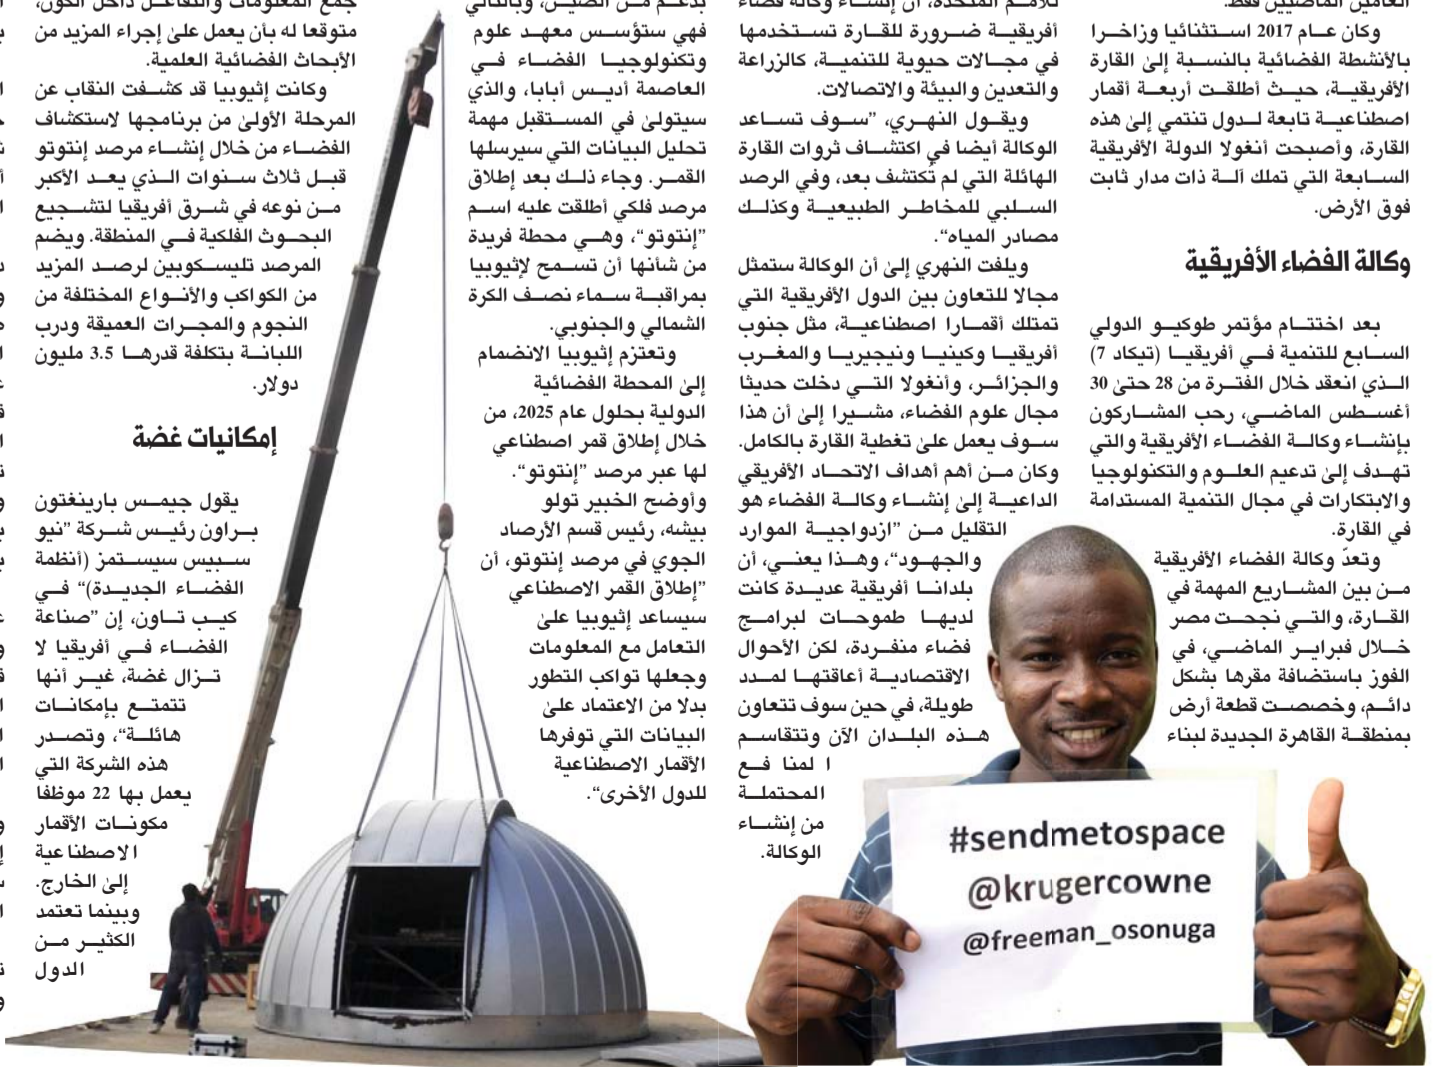 العامين الماضيين فقط.
وكان عام 2017 استثنائيا وزاخرا
بالأنشطة الفضائية بالنسبة إلى القارة
الأفريقية، حيث أطلقت أربعة أقمار
اصطناعية تابعة لدول تنتمي إلى هذه
القارة، وأصبحت أنغولا الدولة الأفريقية
السابعة التي تملك آلة ذات مدار ثابت
فوق الأرض.
وكالة الفضاء الأفريقية
بعد اختتام مؤتمر طوكيو الدولي
السابع للتنمية في أفريقيا (تيكاد 7)
الذي انعقد خلال الفترة من 28 حتى 30
أغسطس الماضي، رحب المشاركون
بإنشاء وكالة الفضاء الأفريقية والتي
تهدف إلى تدعيم العلوم والتكنولوجيا
والابتكارات في مجال التنمية المستدامة
في القارة.
وتعدّ وكالة الفضاء الأفريقية
من بين المشاريع المهمة في
القارة، والتي نجحت مصر
خلال فبراير الماضي، في
الفوز باستضافة مقرها بشكل
دائم، وخصصت قطعة أرض
بمنطقة القاهرة الجديدة لبناء
للأمم المتحدة، أن إنشاء وكالة فضاء
أفريقية ضرورة للقارة تستخدمها
في مجالات حيوية للتنمية، كالزراعة
والتعدين والبيئة والاتصالات.
ويقول النهري، ”سوف تساعد
الوكالة أيضا في اكتشاف ثروات القارة
الهائلة التي لم تُكتشف بعد، وفي الرصد
السلبي للمخاطر الطبيعية وكذلك
مصادر المياه“.
ويلفت النهري إلى أن الوكالة ستمثل
مجالا للتعاون بين الدول الأفريقية التي
تمتلك أقمارا اصطناعية، مثل جنوب
أفريقيا وكينيا ونيجيريا والمغرب
والجزائر، وأنغولا التي دخلت حديثا
مجال علوم الفضاء، مشيرا إلى أن هذا
سوف يعمل على تغطية القارة بالكامل.
وكان من أهم أهداف الاتحاد الأفريقي
الداعية إلى إنشاء وكالة الفضاء هو
التقليل من ”ازدواجية الموارد
والجهود“، وهذا يعني، أن
بلدانا أفريقية عديدة كانت
لديها طموحات لبرامج
فضاء منفردة، لكن الأحوال
الاقتصادية أعاقتها لمدد
طويلة، في حين سوف تتعاون
هذه البلدان الآن وتتقاسم
المنافع
المحتملة
من إنشاء
الوكالة.
بدعم من الصين، وبالتالي
فهي ستؤسس معهد علوم
وتكنولوجيا الفضاء في
العاصمة أديس أبابا، والذي
سيتولى في المستقبل مهمة
تحليل البيانات التي سيرسلها
القمر. وجاء ذلك بعد إطلاق
مرصد فلكي أطلقت عليه اسم
”إنتوتو“، وهي محطة فريدة
من شأنها أن تسمح لإثيوبيا
بمراقبة سماء نصف الكرة
الشمالي والجنوبي.
وتعتزم إثيوبيا الانضمام
إلى المحطة الفضائية
الدولية بحلول عام 2025، من
خلال إطلاق قمر اصطناعي
لها عبر مرصد ”إنتوتو“.
وأوضح الخبير تولو
بيشه، رئيس قسم الأرصاد
الجوي في مرصد إنتوتو، أن
”إطلاق القمر الاصطناعي
سيساعد إثيوبيا على
التعامل مع المعلومات
وجعلها تواكب التطور
بدلا من الاعتماد على
البيانات التي توفرها
الأقمار الاصطناعية
للدول الأخرى“.
جمع المعلومات والتفاعل داخل الكون،
متوقعا له بأن يعمل على إجراء المزيد من
الأبحاث الفضائية العلمية.
وكانت إثيوبيا قد كشفت النقاب عن
المرحلة الأولى من برنامجها لاستكشاف
الفضاء من خلال إنشاء مرصد إنتوتو
قبل ثلاث سنوات الذي يعد الأكبر
من نوعه في شرق أفريقيا لتشجيع
البحوث الفلكية في المنطقة. ويضم
المرصد تليسكوبين لرصد المزيد
من الكواكب والأنواع المختلفة من
النجوم والمجرات العميقة ودرب
اللبانة بتكلفة قدرها 3.5 مليون
دولار.
إمكانيات غضة
يقول جيمس بارينغتون
براون رئيس شركة ”نيو
سبيس سيستمز (أنظمة
الفضاء الجديدة)“ في
كيب تاون، إن ”صناعة
الفضاء في أفريقيا لا
تزال غضة، غير أنها
تتمتع بإمكانات
هائلة“، وتصدر
هذه الشركة التي
يعمل بها 22 موظفا
مكونات الأقمار
الاصطناعية
إلى الخارج.
وبينما تعتمد
الكثير من
الدول
#sendmetospace
@krugercowne
@freeman_osonuga